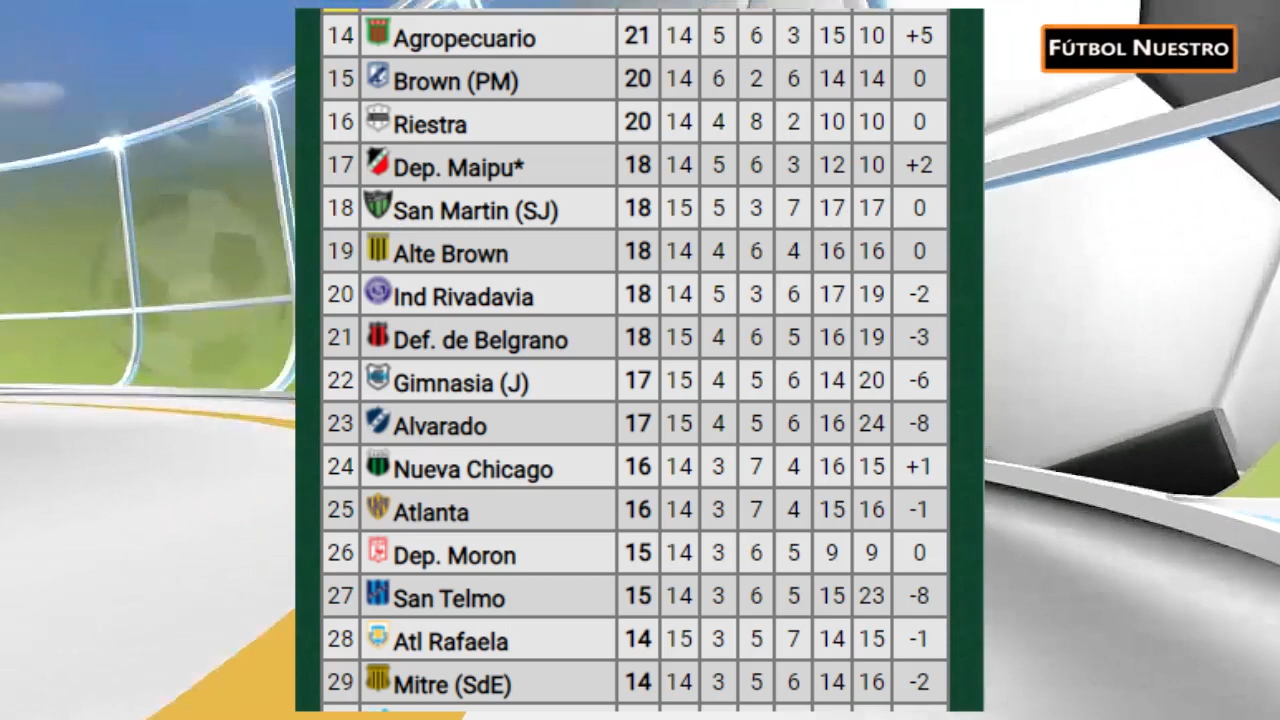 FÚTBOL NUESTRO
14 Agropecuario 21 14 5 6 3 15 10 +5
15 Brown (PM) 20 14 6 2 6 14 14 0
16 Riestra 20 14 4 8 2 10 10 0
17 Dep. Maipu* 18 14 5 6 3 12 10 +2
18 San Martin (SJ) 18 15 5 3 7 17 17 0
19 Alte Brown 18 14 4 6 4 16 16 0
20 Ind Rivadavia 18 14 5 3 6 17 19 -2
21 Def. de Belgrano 18 15 4 6 5 16 19 -3
22 Gimnasia (J) 17 15 4 5 6 14 20 -6
23 Alvarado 17 15 4 5 6 16 24 -8
24 Nueva Chicago 16 14 3 7 4 16 15 +1
25 Atlanta 16 14 3 7 4 15 16 -1
26 Dep. Moron 15 14 3 6 5 9 9 0
27 San Telmo 15 14 3 6 5 15 23 -8
28 Atl Rafaela 14 15 3 5 7 14 15 -1
29 Mitre (SdE) 14 14 3 5 6 14 16 -2